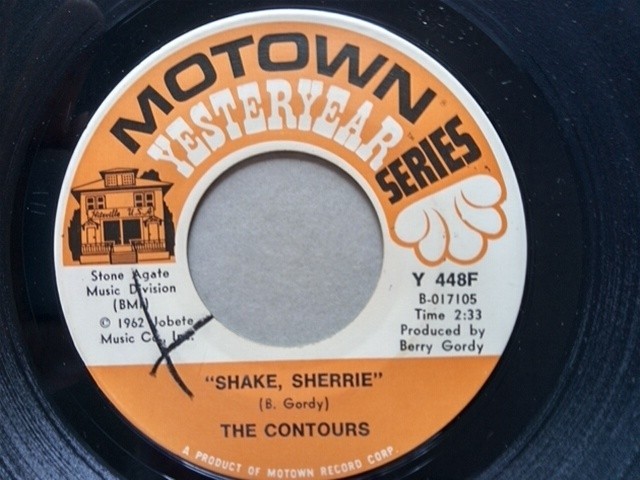 MOTOWN
YESTERYEAR
SERIES
Hitsville U.S.A.
Stone Agate
Music Division
(BMI)
© 1962 Jobete
Music Co., Inc.
Y 448F
B-017105
Time 2:33
Produced by
Berry Gordy
"SHAKE, SHERRIE"
(B. Gordy)
THE CONTOURS
A PRODUCT OF MOTOWN RECORD CORP.